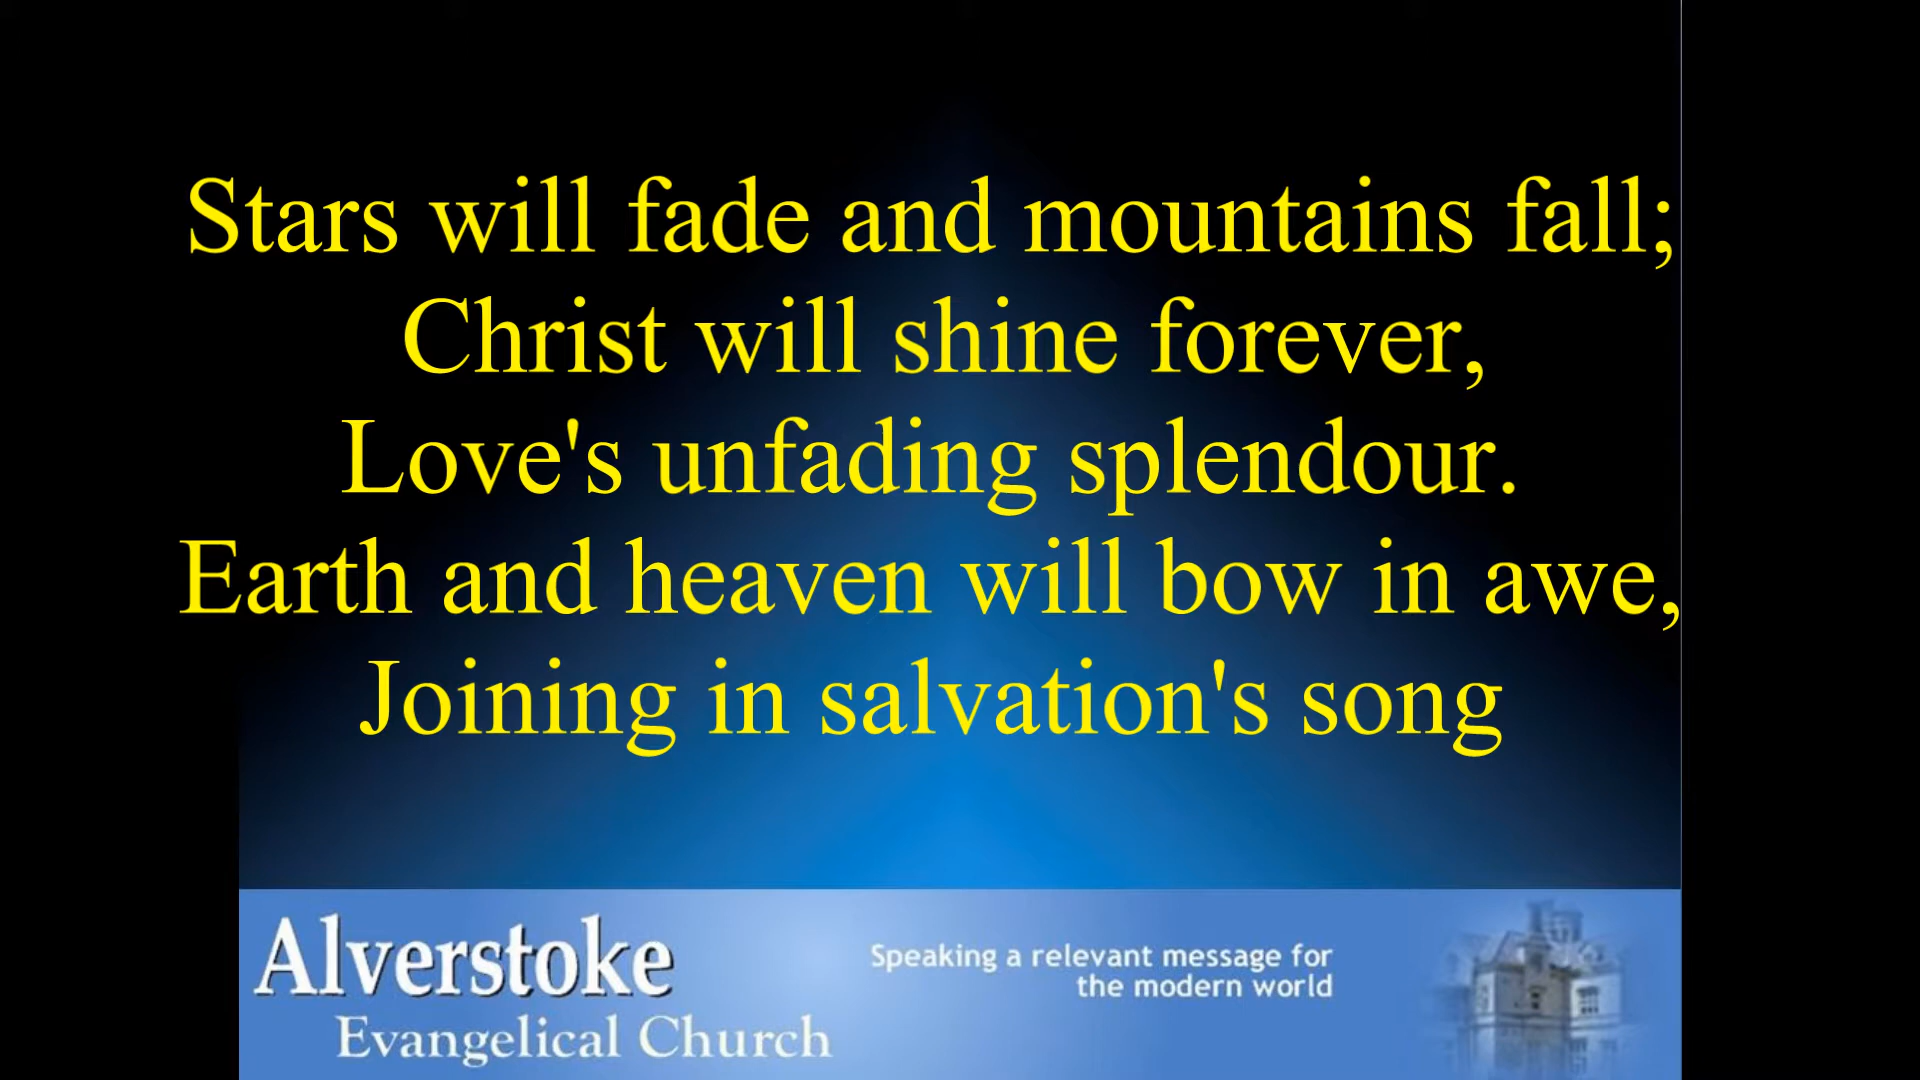 Stars will fade and mountains fall;
Christ will shine forever,
Love's unfading splendour.
Earth and heaven will bow in awe,
Joining in salvation's song
Alverstoke
Evangelical Church
Speaking a relevant message for
the modern world